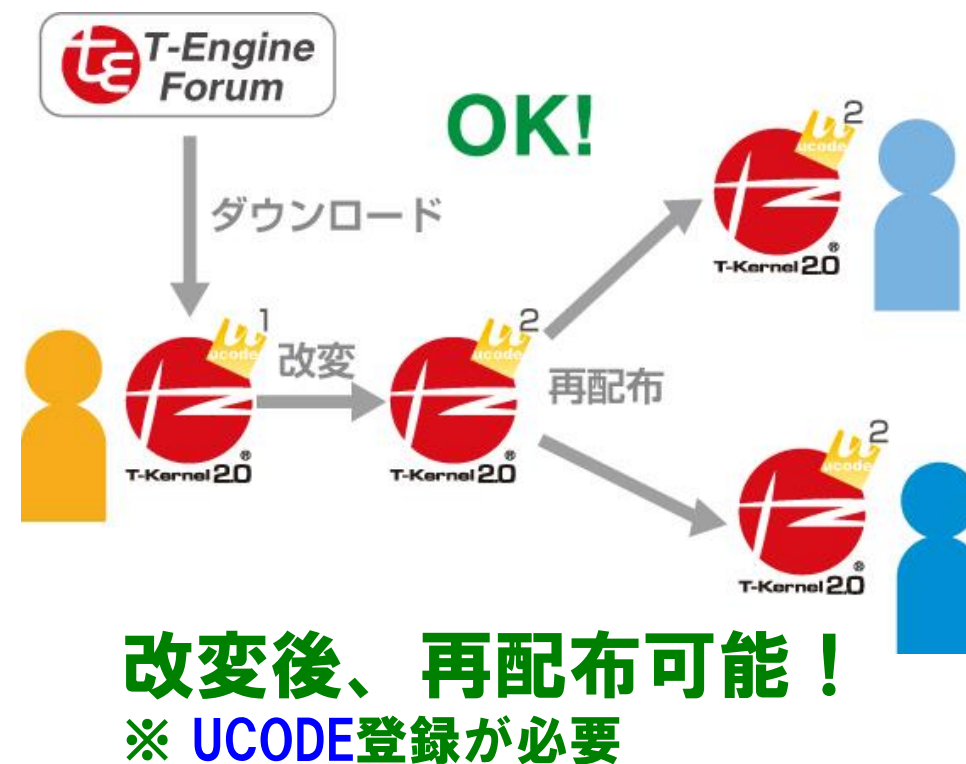 T-Engine
Forum
OK!
ダウンロード
ucode 2
T-Kernel 2.0
®
ucode 1
T-Kernel 2.0
®
改変
ucode 2
T-Kernel 2.0
®
再配布
ucode 2
T-Kernel 2.0
®
改変後、再配布可能！
※ UCODE登録が必要